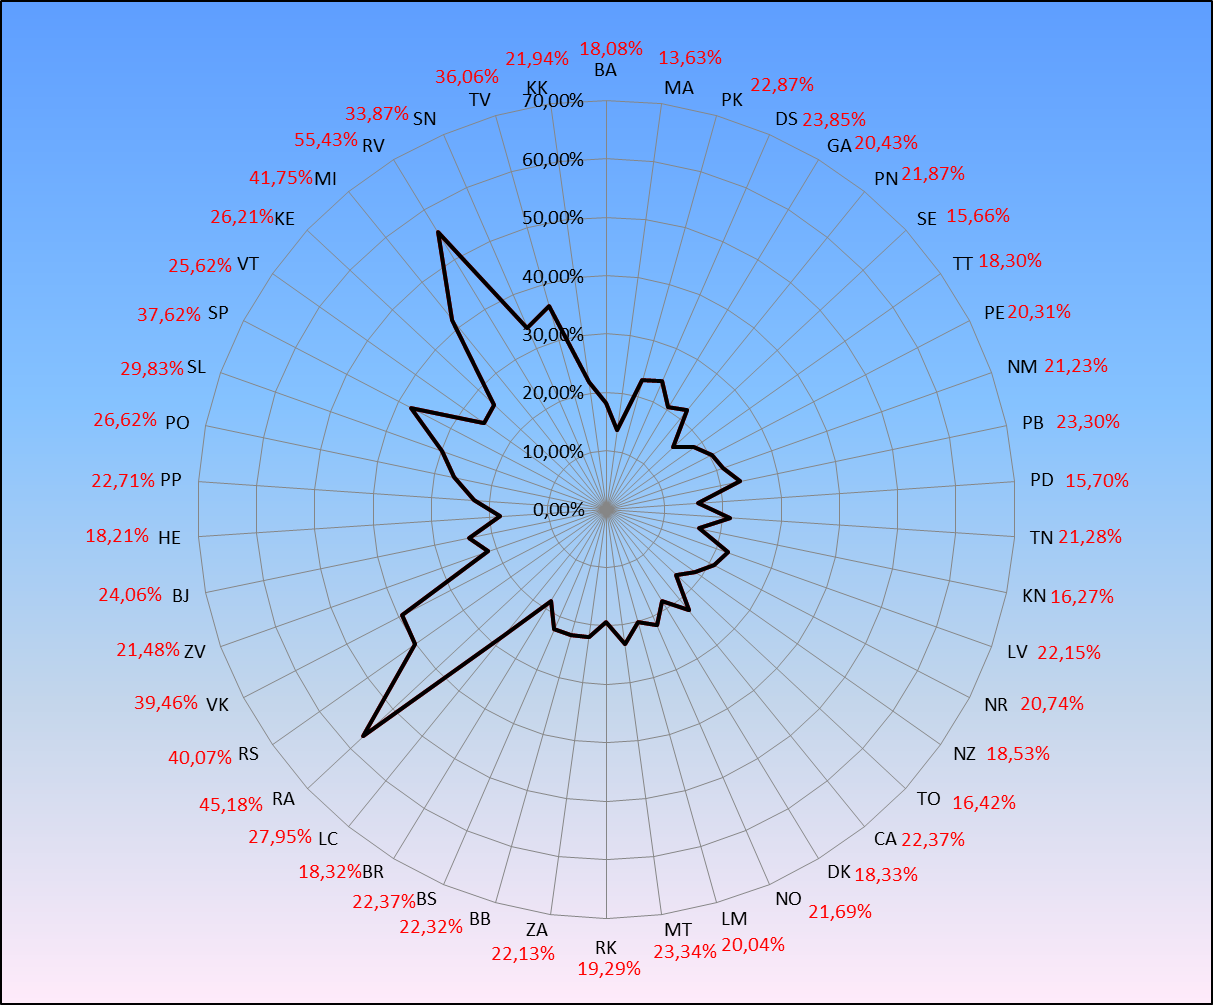 18,08%
BA
13,63%
MA
22,87%
PK
DS 23,85%
GA 20,43%
PN 21,87%
SE 15,66%
TT 18,30%
PE 20,31%
NM 21,23%
PB 23,30%
PD 15,70%
TN 21,28%
KN 16,27%
LV 22,15%
NR 20,74%
NZ 18,53%
TO 16,42%
CA 22,37%
DK 18,33%
NO 21,69%
LM 20,04%
MT 23,34%
RK
19,29%
ZA
22,13%
BB
22,32%
BS
22,37%
18,32% BR
27,95% LC
45,18% RA
40,07% RS
39,46% VK
21,48% ZV
24,06% BJ
18,21% HE
22,71% PP
26,62% PO
29,83% SL
37,62% SP
25,62% VT
26,21% KE
41,75% MI
55,43% RV
33,87% SN
36,06%
TV
21,94%
KK
70,00%
60,00%
50,00%
40,00%
30,00%
20,00%
10,00%
0,00%